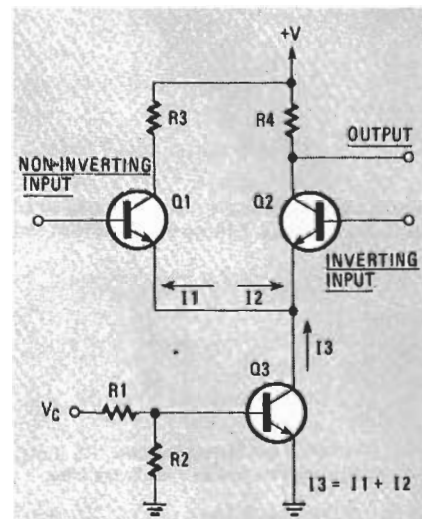 +V
R3
R4
OUTPUT
NON-INVERTING
INPUT
Q1
Q2
INVERTING
INPUT
I1
I2
I3
Q3
R1
VC
R2
I3 = I1 + I2